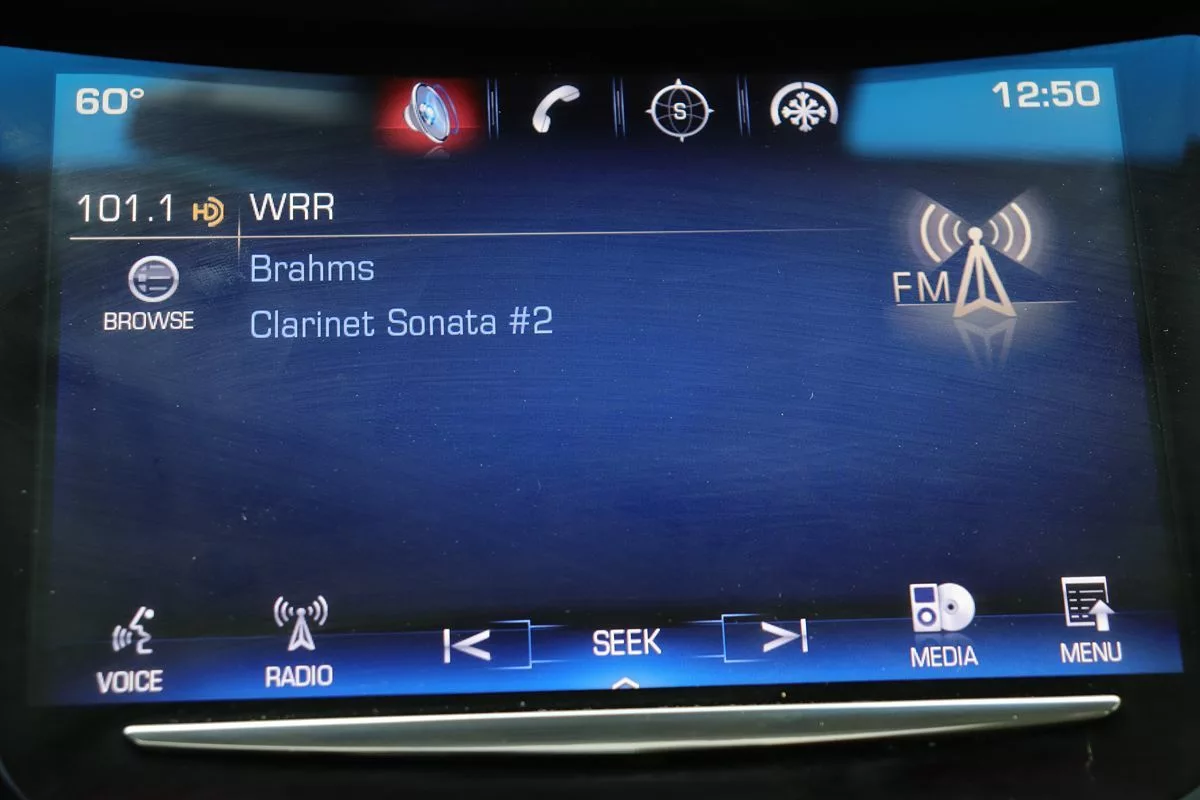 60°
S
12:50
101.1 HD WRR
Brahms
BROWSE
Clarinet Sonata #2
FM
VOICE
RADIO
SEEK
MEDIA
MENU